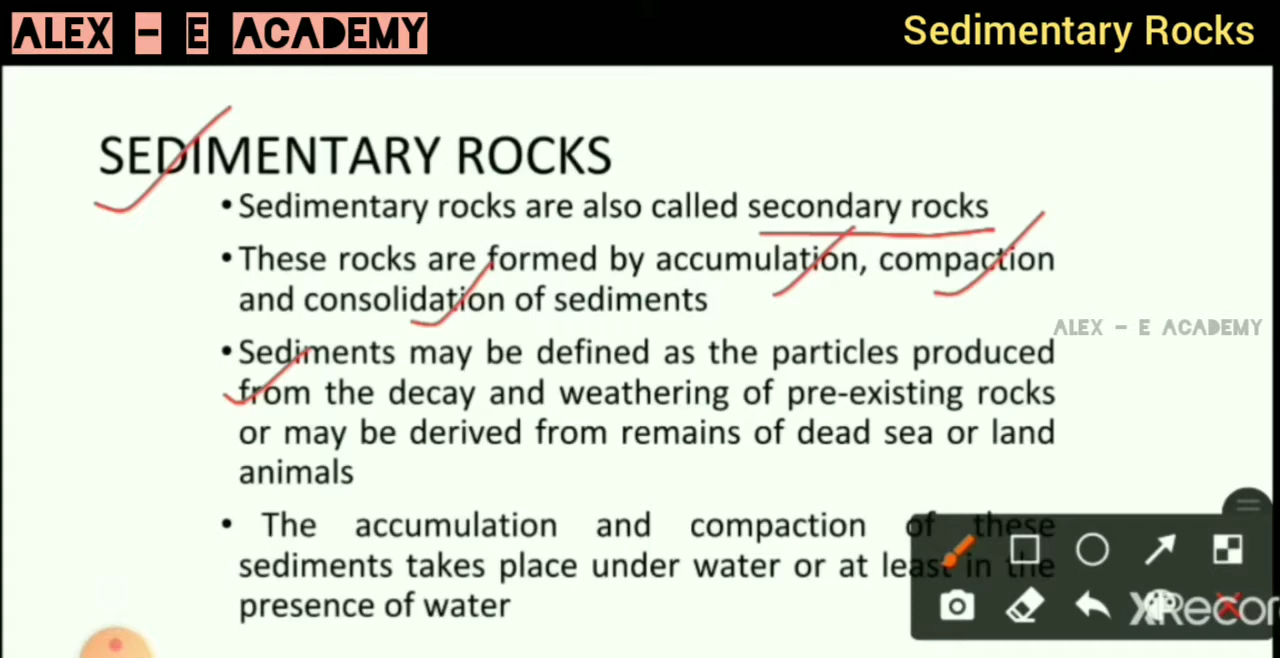 ALEX - E ACADEMY
Sedimentary Rocks
SEDIMENTARY ROCKS
• Sedimentary rocks are also called secondary rocks
• These rocks are formed by accumulation, compaction
and consolidation of sediments
• Sediments may be defined as the particles produced
from the decay and weathering of pre-existing rocks
or may be derived from remains of dead sea or land
animals
ALEX - E ACADEMY
• The accumulation and compaction of these
sediments takes place under water or at least in the
presence of water
XRecor